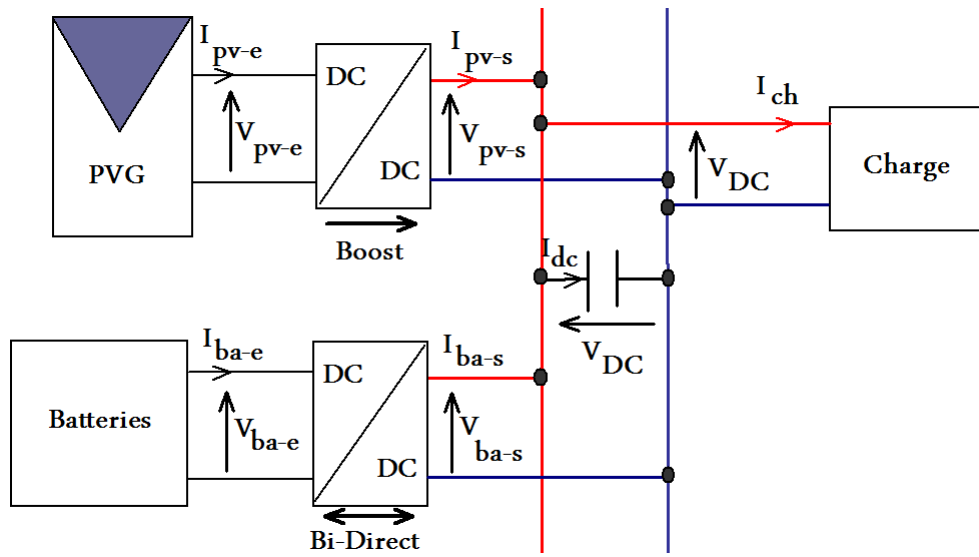 I pv-e
DC
I pv-s
I ch
V pv-e
V pv-s
PVG
DC
V DC
Charge
Boost
I dc
V DC
I ba-e
DC
I ba-s
Batteries
V ba-e
V ba-s
DC
Bi-Direct